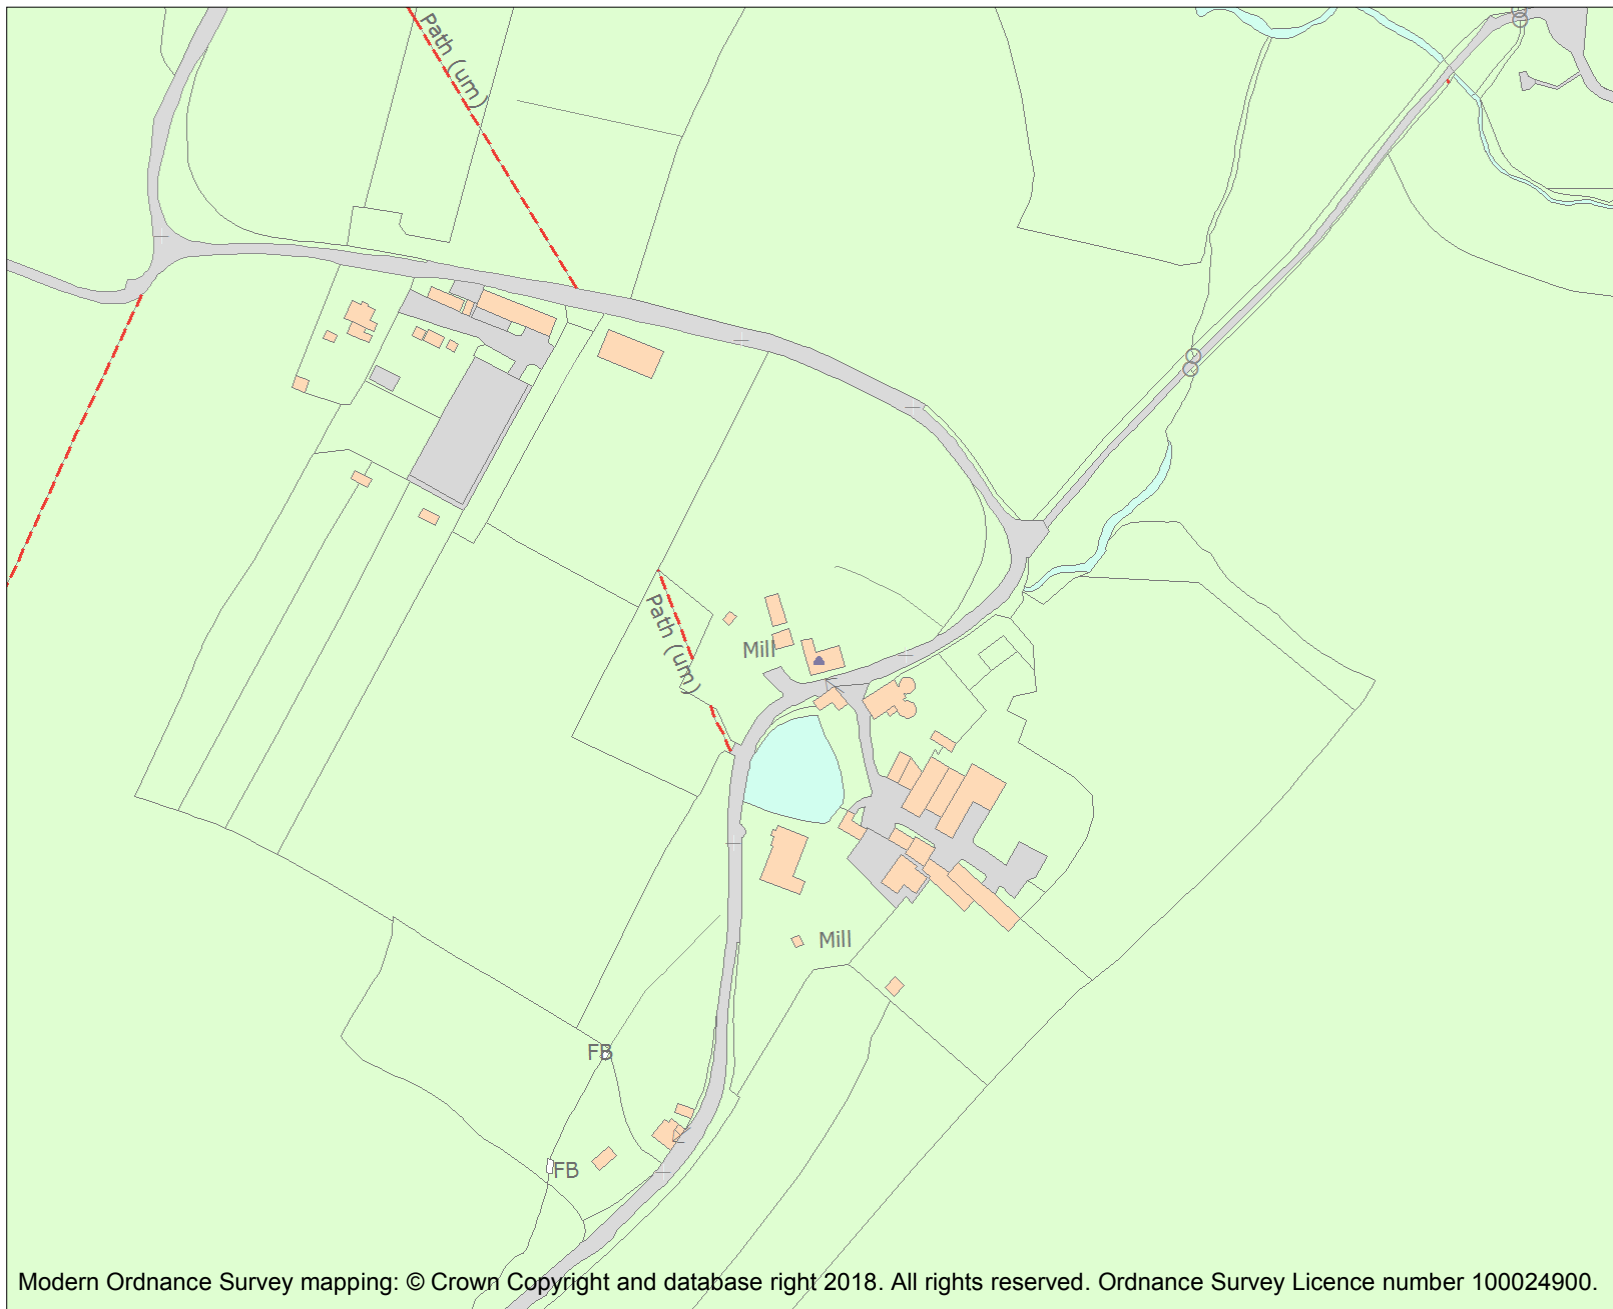 Path (um)
Path (um)
Mill
Mill
FB
FB
Modern Ordnance Survey mapping: © Crown Copyright and database right 2018. All rights reserved. Ordnance Survey Licence number 100024900.